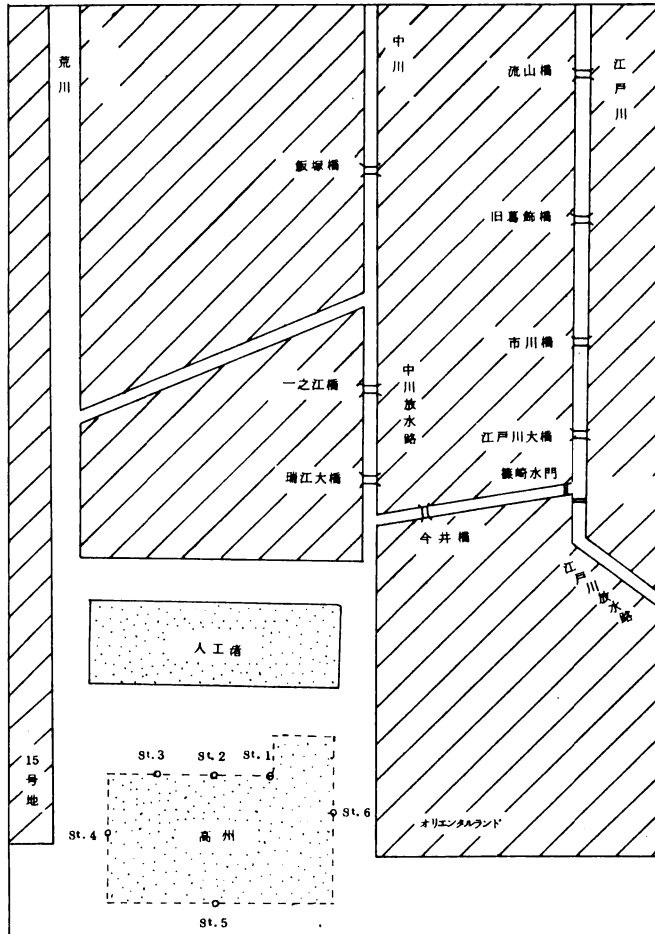 荒川
中川
江戸川
流山橋
飯塚橋
旧葛飾橋
市川橋
一之江橋
中川放水路
江戸川大橋
瑞江大橋
篠崎水門
今井橋
江戸川放水路
人工渚
15号地
St.3
St.2
St.1
St.6
St.4
高州
オリエンタルランド
St.5